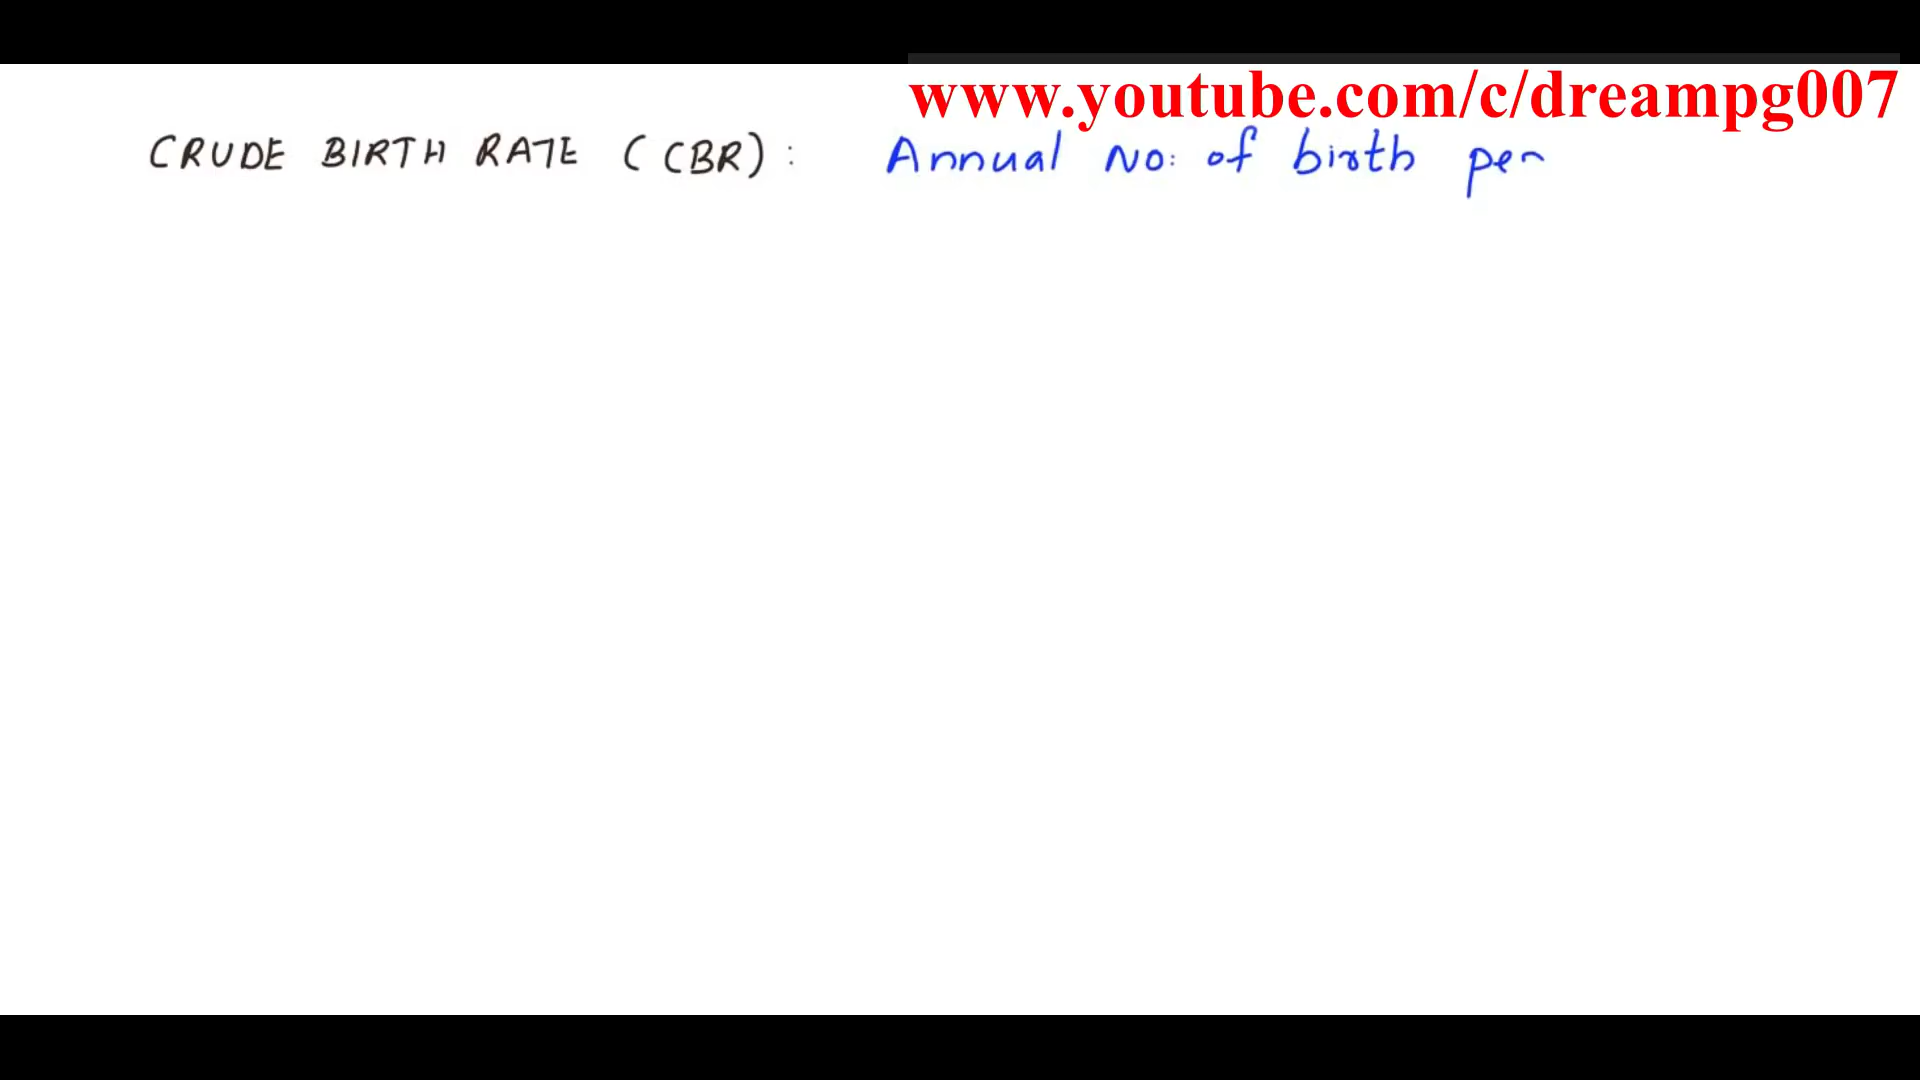 www.youtube.com/c/dreampg007
CRUDE BIRTH RATE (CBR): Annual No: of birth per